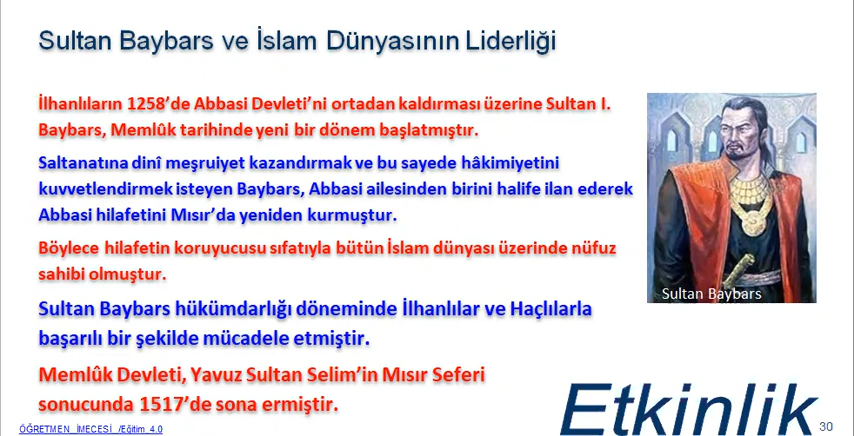 Sultan Baybars ve İslam Dünyasının Liderliği
İlhanlıların 1258’de Abbasi Devleti’ni ortadan kaldırması üzerine Sultan I.
Baybars, Memlûk tarihinde yeni bir dönem başlatmıştır.
Saltanatına dinî meşruiyet kazandırmak ve bu sayede hâkimiyetini
kuvvetlendirmek isteyen Baybars, Abbasi ailesinden birini halife ilan ederek
Abbasi hilafetini Mısır’da yeniden kurmuştur.
Böylece hilafetin koruyucusu sıfatıyla bütün İslam dünyası üzerinde nüfuz
sahibi olmuştur.
Sultan Baybars hükümdarlığı döneminde İlhanlılar ve Haçlılarla
başarılı bir şekilde mücadele etmiştir.
Memlûk Devleti, Yavuz Sultan Selim’in Mısır Seferi
sonucunda 1517’de sona ermiştir.
Sultan Baybars
Etkinlik
ÖĞRETMEN İMECESİ /Eğitim 4.0
30